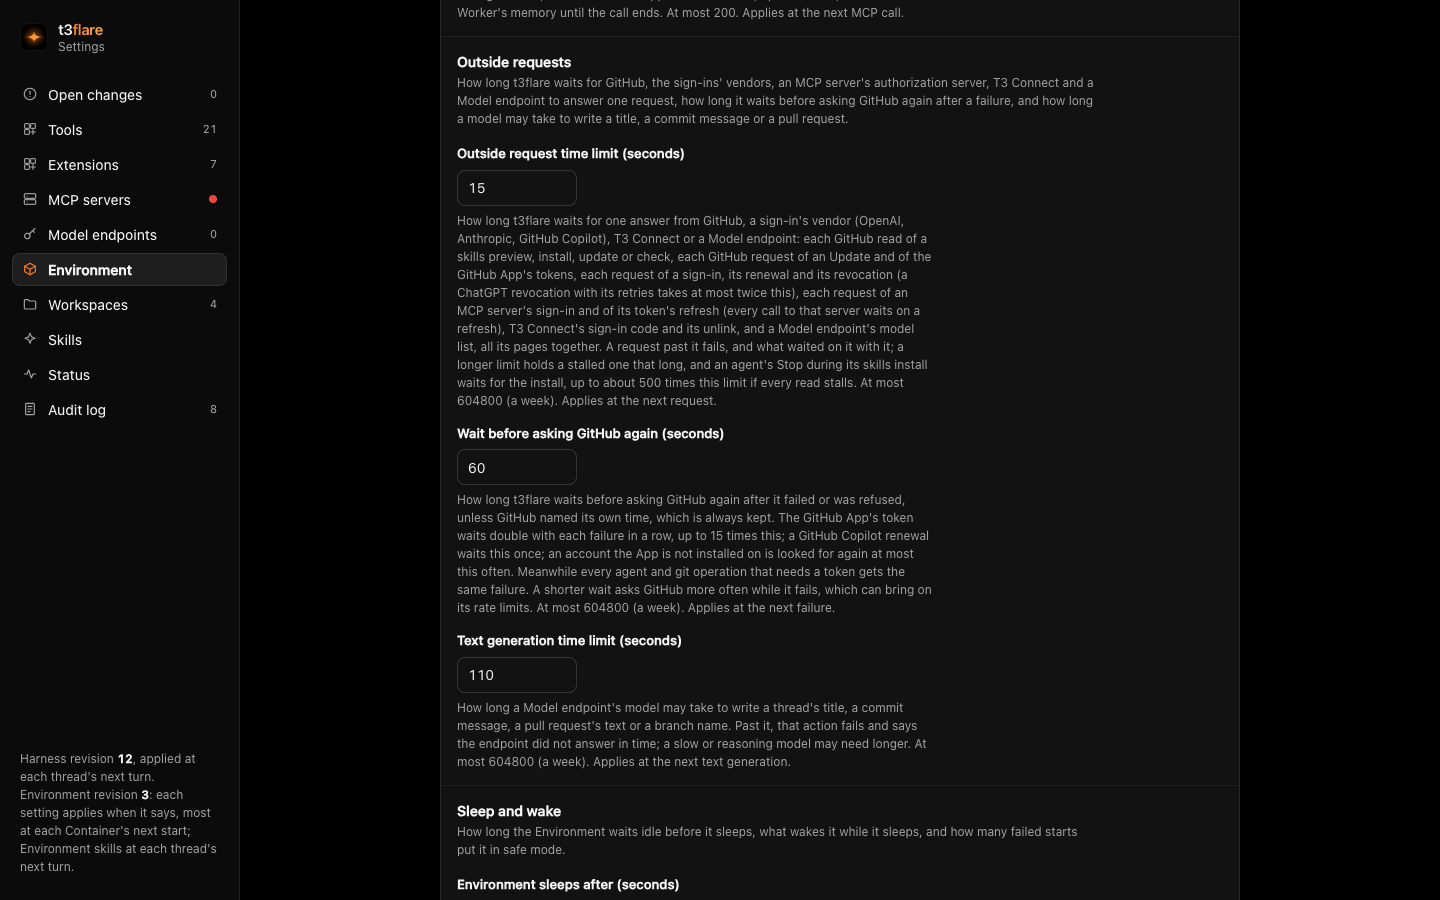 t3flare
Settings
Open changes 0
Tools 21
Extensions 7
MCP servers
Model endpoints 0
Environment
Workspaces 4
Skills
Status
Audit log 8
Harness revision 12, applied at
each thread's next turn.
Environment revision 3: each
setting applies when it says, most
at each Container's next start;
Environment skills at each thread's
next turn.
Worker's memory until the call ends. At most 200. Applies at the next MCP call.
Outside requests
How long t3flare waits for GitHub, the sign-ins' vendors, an MCP server's authorization server, T3 Connect and a
Model endpoint to answer one request, how long it waits before asking GitHub again after a failure, and how long
a model may take to write a title, a commit message or a pull request.
Outside request time limit (seconds)
15
How long t3flare waits for one answer from GitHub, a sign-in's vendor (OpenAI,
Anthropic, GitHub Copilot), T3 Connect or a Model endpoint: each GitHub read of a
skills preview, install, update or check, each GitHub request of an Update and of the
GitHub App's tokens, each request of a sign-in, its renewal and its revocation (a
ChatGPT revocation with its retries takes at most twice this), each request of an
MCP server's sign-in and of its token's refresh (every call to that server waits on a
refresh), T3 Connect's sign-in code and its unlink, and a Model endpoint's model
list, all its pages together. A request past it fails, and what waited on it with it; a
longer limit holds a stalled one that long, and an agent's Stop during its skills install
waits for the install, up to about 500 times this limit if every read stalls. At most
604800 (a week). Applies at the next request.
Wait before asking GitHub again (seconds)
60
How long t3flare waits before asking GitHub again after it failed or was refused,
unless GitHub named its own time, which is always kept. The GitHub App's token
waits double with each failure in a row, up to 15 times this; a GitHub Copilot renewal
waits this once; an account the App is not installed on is looked for again at most
this often. Meanwhile every agent and git operation that needs a token gets the
same failure. A shorter wait asks GitHub more often while it fails, which can bring on
its rate limits. At most 604800 (a week). Applies at the next failure.
Text generation time limit (seconds)
110
How long a Model endpoint's model may take to write a thread's title, a commit
message, a pull request's text or a branch name. Past it, that action fails and says
the endpoint did not answer in time; a slow or reasoning model may need longer. At
most 604800 (a week). Applies at the next text generation.
Sleep and wake
How long the Environment waits idle before it sleeps, what wakes it while it sleeps, and how many failed starts
put it in safe mode.
Environment sleeps after (seconds)